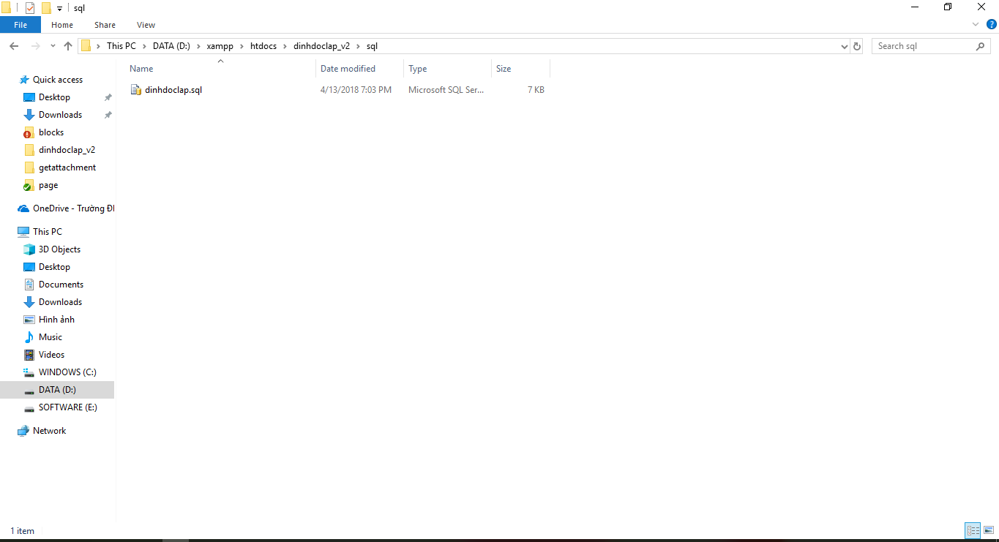 sql
File Home Share View
This PC DATA (D:) xampp htdocs dinhdoclap_v2 sql Search sql
Name Date modified Type Size
dinhdoclap.sql 4/13/2018 7:03 PM Microsoft SQL Ser... 7 KB
Quick access
Desktop
Downloads
blocks
dinhdoclap_v2
getattachment
page
OneDrive - Trường Đ
This PC
3D Objects
Desktop
Documents
Downloads
Hình ảnh
Music
Videos
WINDOWS (C:)
DATA (D:)
SOFTWARE (E:)
Network
1 item